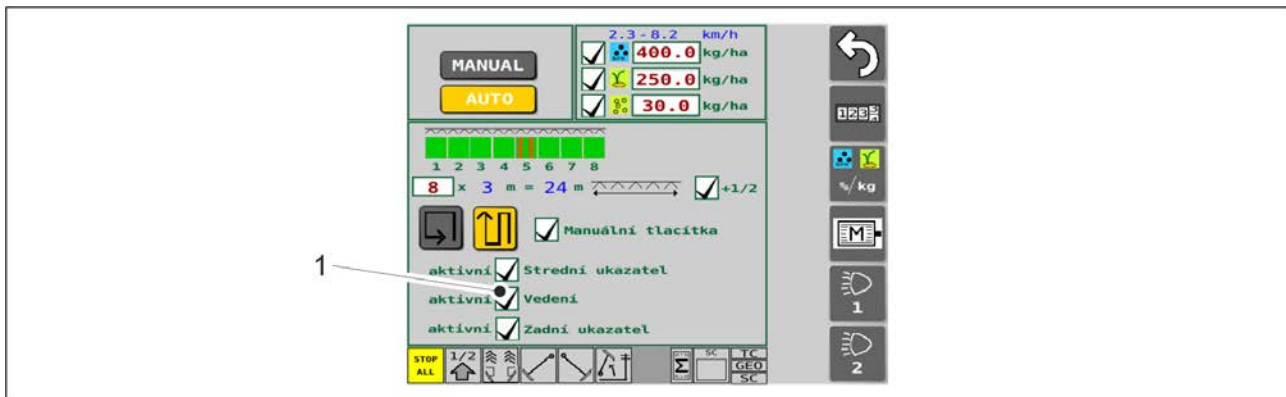 2.3-8.2 km/h
MANUAL
400.0 kg/ha
250.0 kg/ha
AUTO
30.0 kg/ha
1 2 3 4 5 6 7 8
8 x 3 m = 24 m +1/2
Manuální tlacítka
1
aktivní Strední ukazatel
aktivní Vedení
aktivní Zadní ukazatel
STOP ALL
1/2
Σ
SC
TC
GEO
SC
%/kg
M
1
2